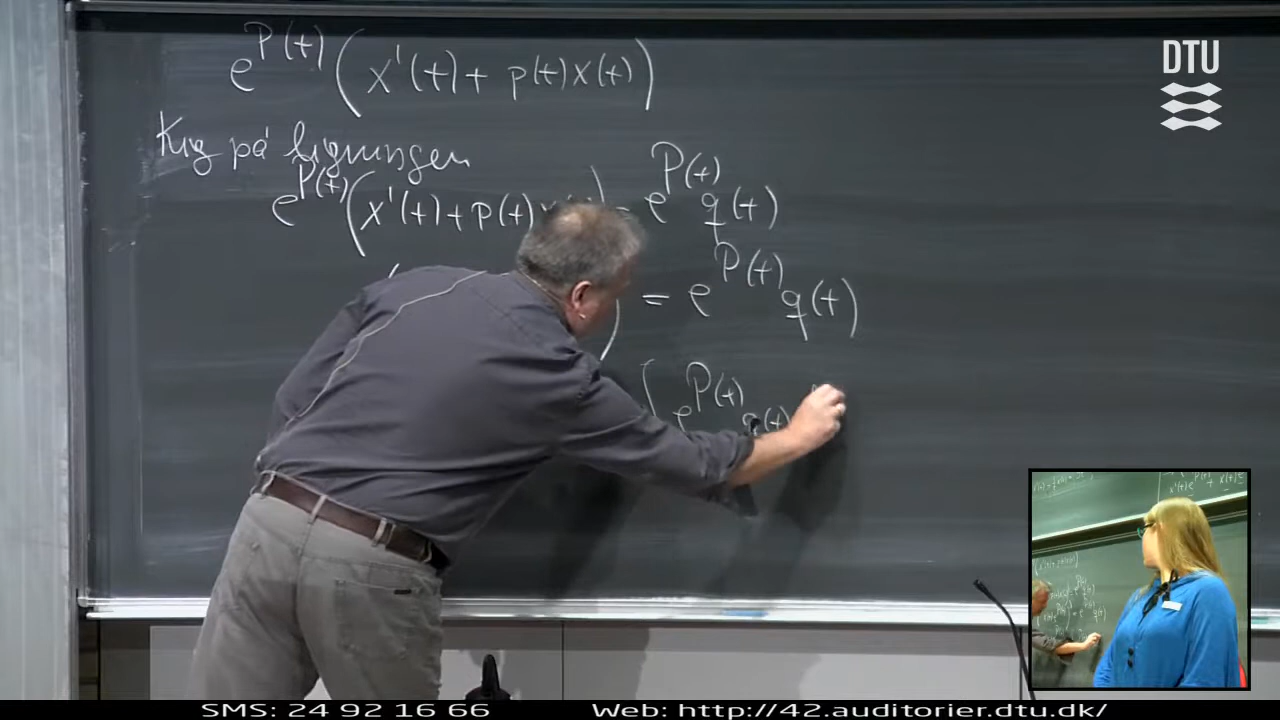 e^{P(t)} (x'(t) + p(t)x(t))
Kig på ligningen
e^{P(t)} (x'(t) + p(t) = e^{P(t)} q(t)
( ) = e^{P(t)} q(t)
∫ e^{P(t)} q(t)
DTU
SMS: 24 92 16 66 Web: http://42.auditorier.dtu.dk/